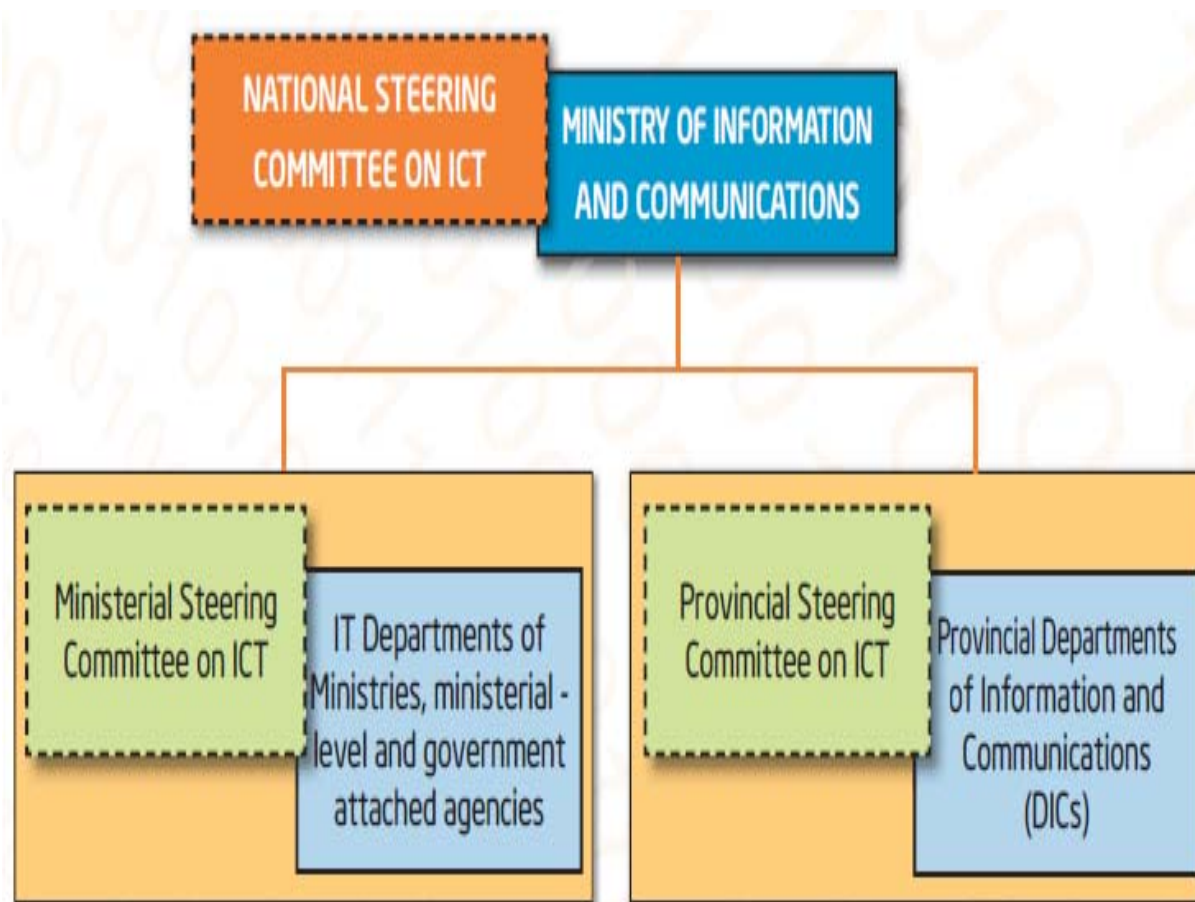 NATIONAL STEERING
COMMITTEE ON ICT
MINISTRY OF INFORMATION
AND COMMUNICATIONS
Ministerial Steering
Committee on ICT
IT Departments of
Ministries, ministerial -
level and government
attached agencies
Provincial Steering
Committee on ICT
Provincial Departments
of Information and
Communications
(DICs)